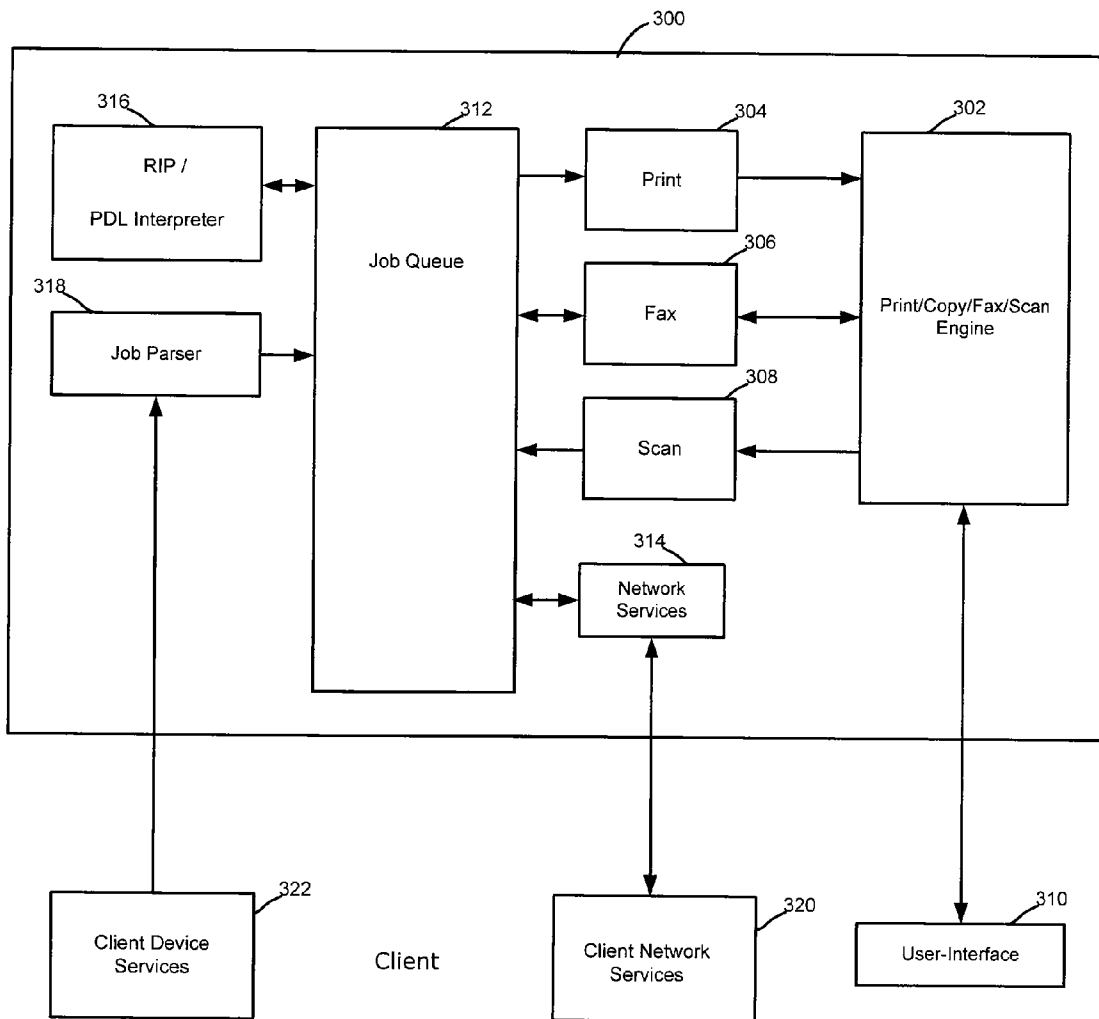 300
316
312
304
302
RIP /
PDL Interpreter
Print
Job Queue
306
318
Fax
Print/Copy/Fax/Scan
Engine
Job Parser
308
Scan
314
Network
Services
322
320
310
Client Device
Services
Client
Client Network
Services
User-Interface